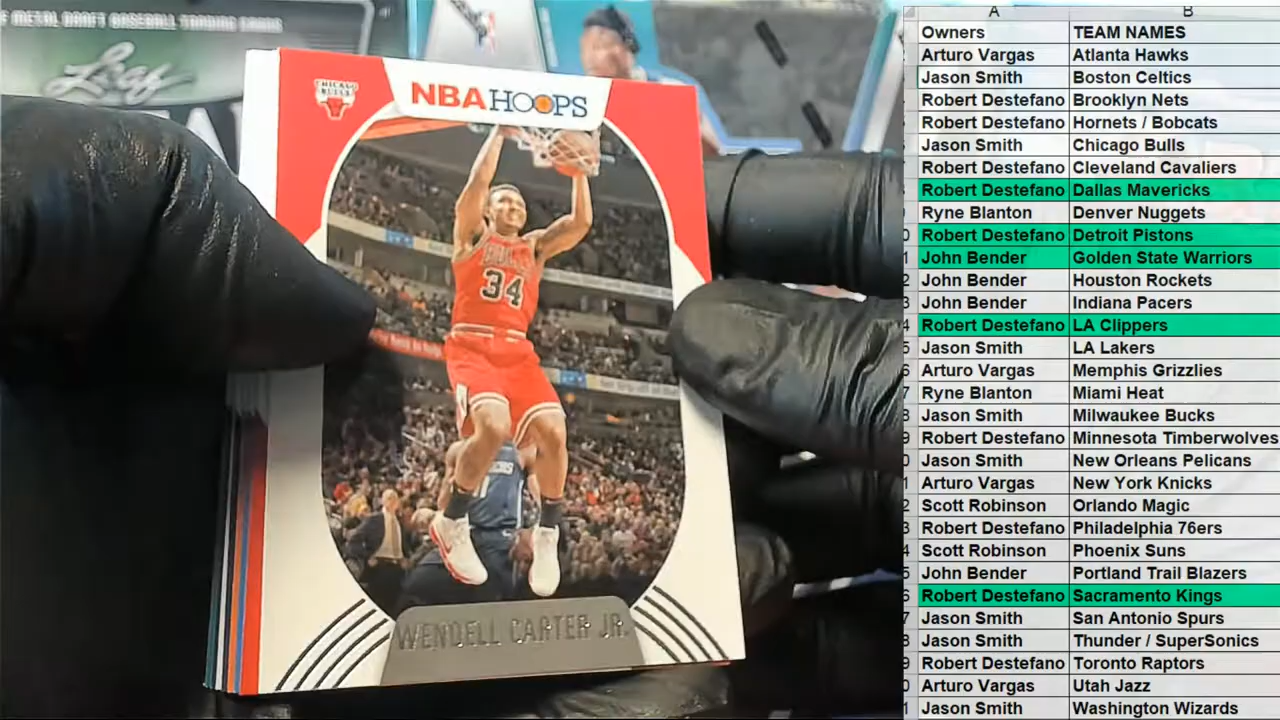 F METAL DRAFT BASEBALL TRADING CARDS
Leaf
CHICAGO
BULLS
NBA HOOPS
BULLS
34
WENDELL CARTER JR.
A B
Owners TEAM NAMES
Arturo Vargas Atlanta Hawks
Jason Smith Boston Celtics
Robert Destefano Brooklyn Nets
Robert Destefano Hornets / Bobcats
Jason Smith Chicago Bulls
Robert Destefano Cleveland Cavaliers
Robert Destefano Dallas Mavericks
Ryne Blanton Denver Nuggets
Robert Destefano Detroit Pistons
John Bender Golden State Warriors
John Bender Houston Rockets
John Bender Indiana Pacers
Robert Destefano LA Clippers
Jason Smith LA Lakers
Arturo Vargas Memphis Grizzlies
Ryne Blanton Miami Heat
Jason Smith Milwaukee Bucks
Robert Destefano Minnesota Timberwolves
Jason Smith New Orleans Pelicans
Arturo Vargas New York Knicks
Scott Robinson Orlando Magic
Robert Destefano Philadelphia 76ers
Scott Robinson Phoenix Suns
John Bender Portland Trail Blazers
Robert Destefano Sacramento Kings
Jason Smith San Antonio Spurs
Jason Smith Thunder / SuperSonics
Robert Destefano Toronto Raptors
Arturo Vargas Utah Jazz
Jason Smith Washington Wizards